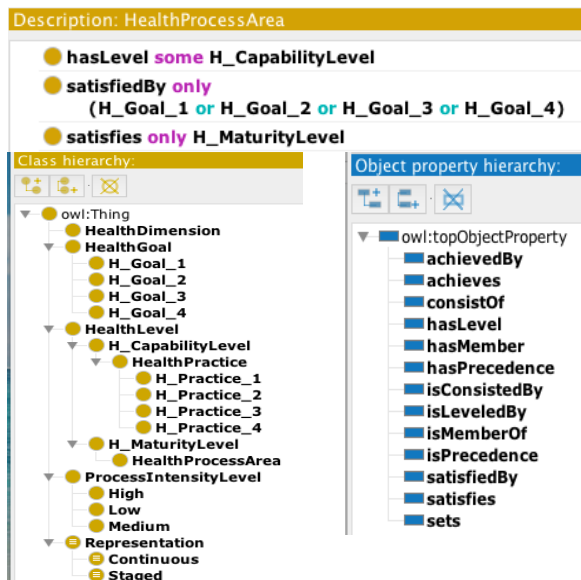 Description: HealthProcessArea
hasLevel some H_CapabilityLevel
satisfiedBy only
(H_Goal_1 or H_Goal_2 or H_Goal_3 or H_Goal_4)
satisfies only H_MaturityLevel
Class hierarchy:
owl:Thing
HealthDimension
HealthGoal
H_Goal_1
H_Goal_2
H_Goal_3
H_Goal_4
HealthLevel
H_CapabilityLevel
HealthPractice
H_Practice_1
H_Practice_2
H_Practice_3
H_Practice_4
H_MaturityLevel
HealthProcessArea
ProcessIntensityLevel
High
Low
Medium
Representation
Continuous
Staged
Object property hierarchy:
owl:topObjectProperty
achievedBy
achieves
consistOf
hasLevel
hasMember
hasPrecedence
isConsistedBy
isLeveledBy
isMemberOf
isPrecedence
satisfiedBy
satisfies
sets